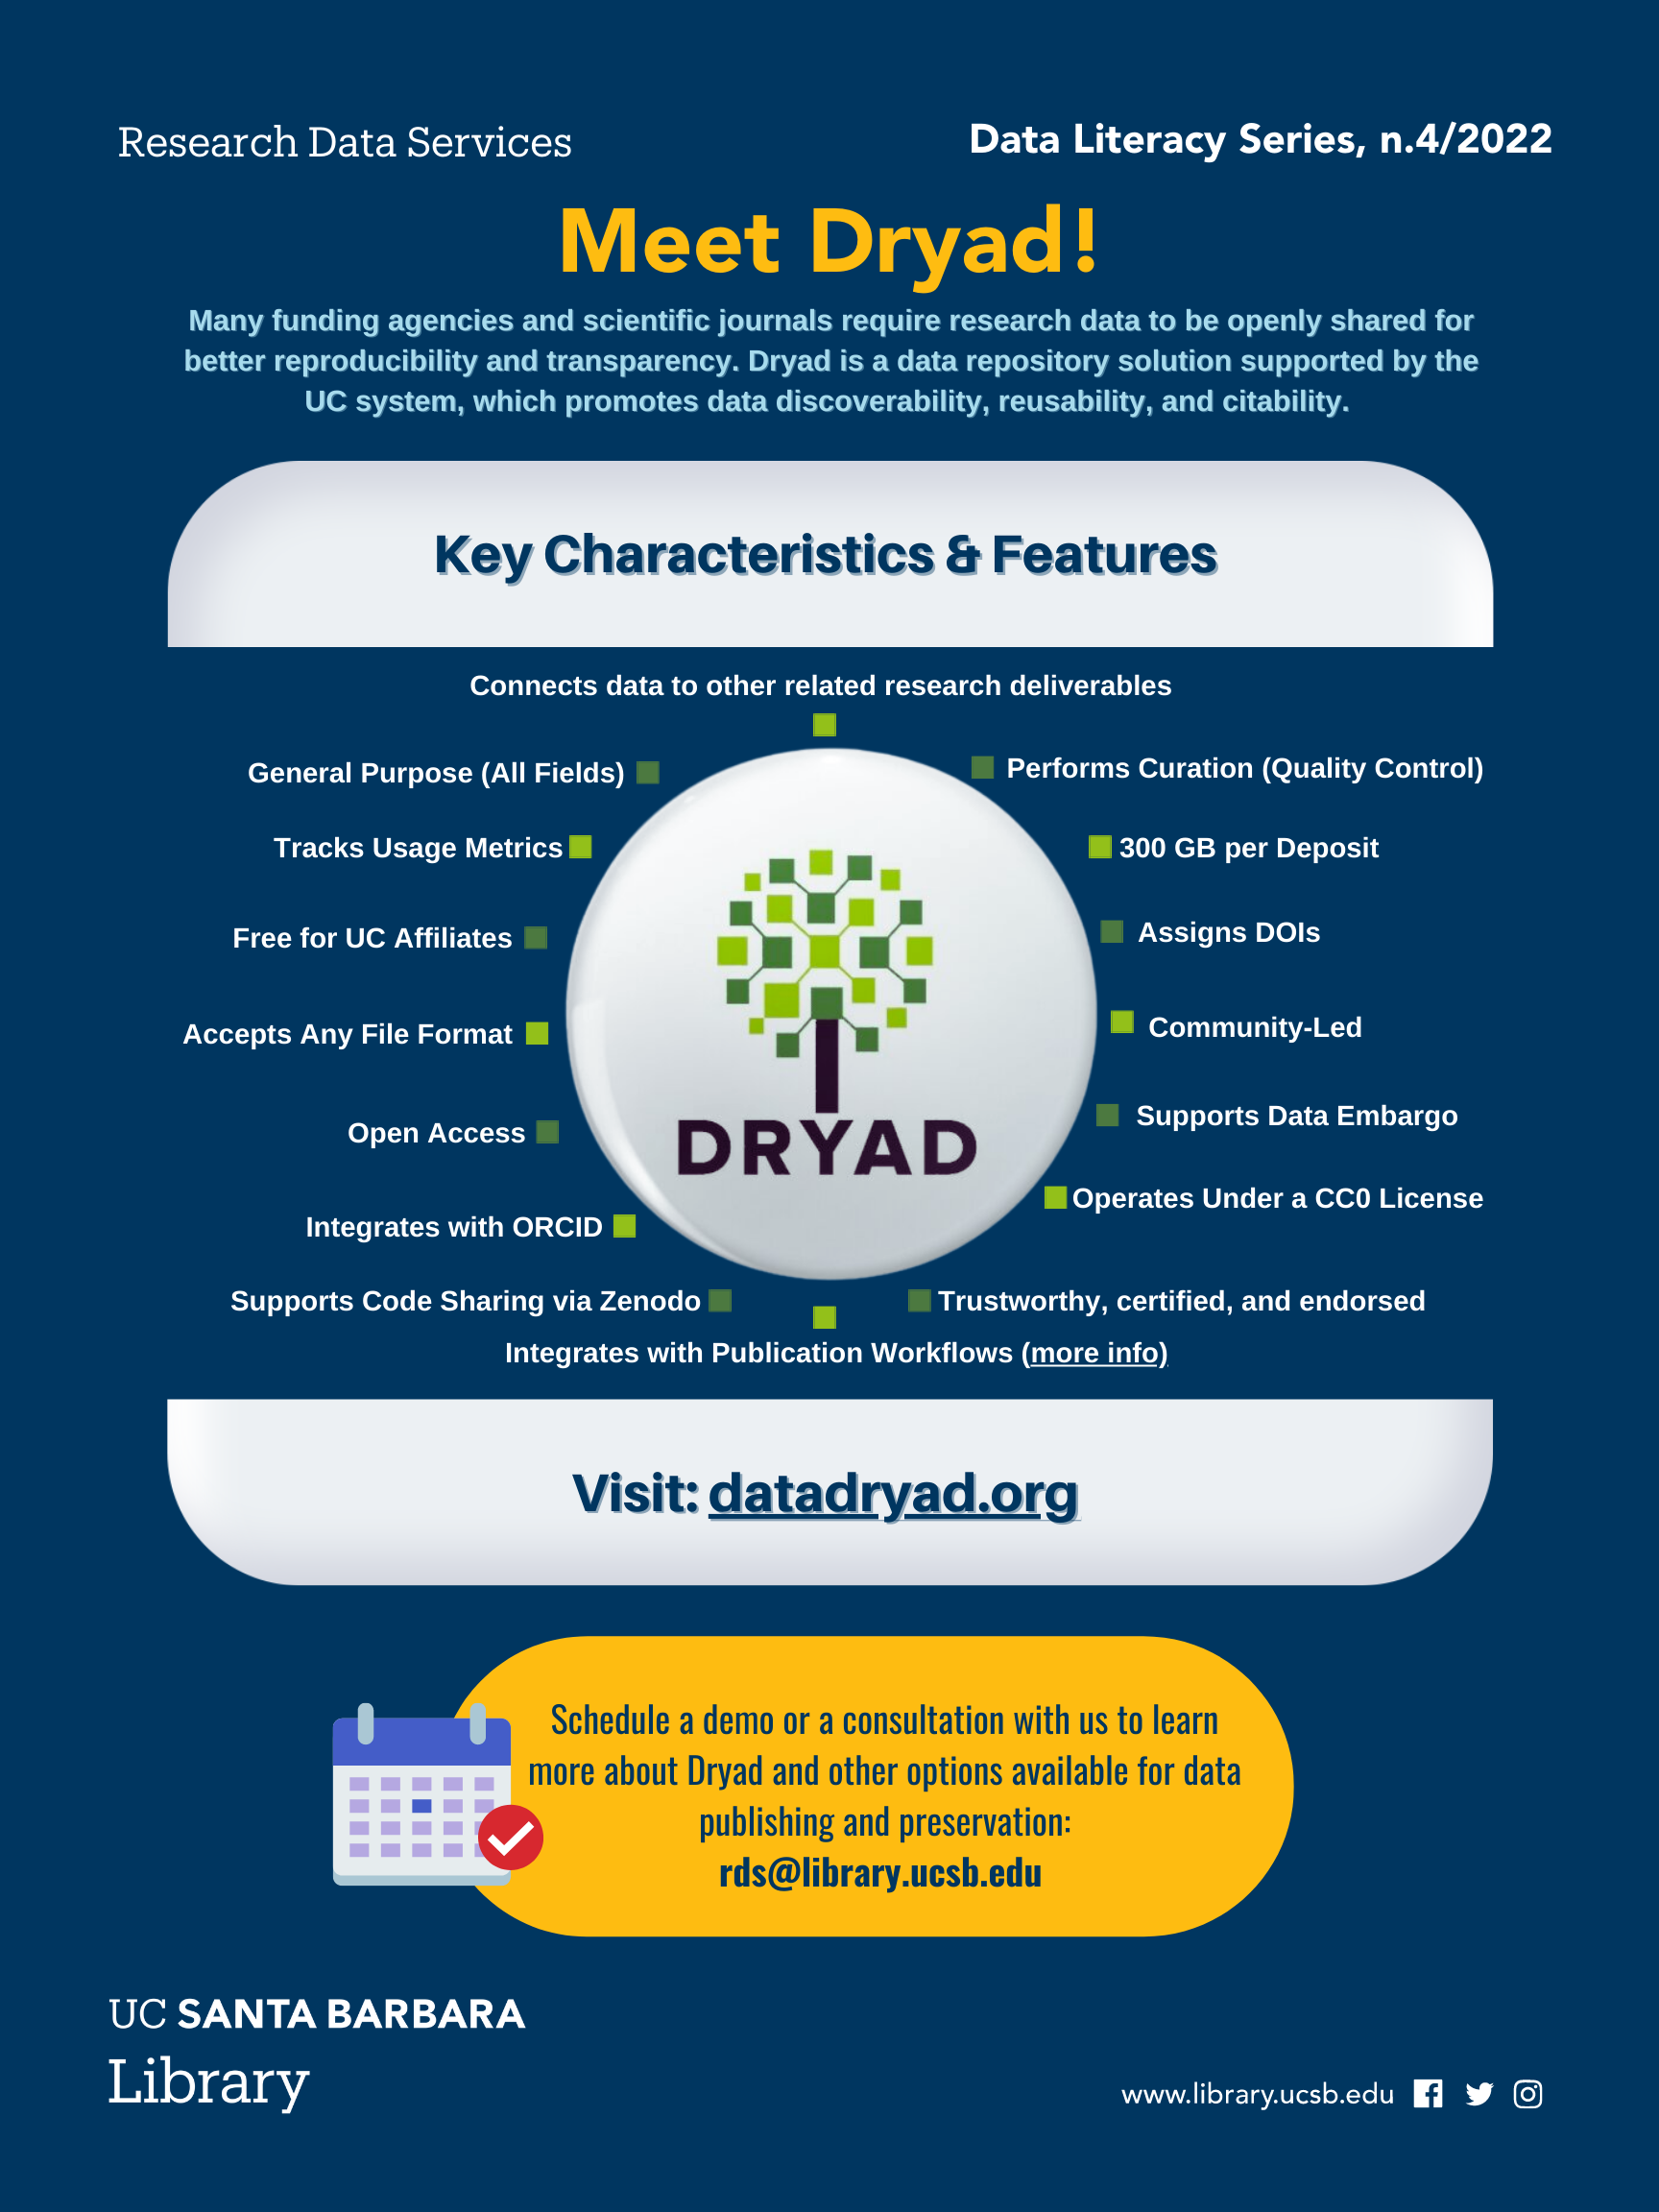 Research Data Services
Data Literacy Series, n.4/2022
Meet Dryad!
Many funding agencies and scientific journals require research data to be openly shared for
better reproducibility and transparency. Dryad is a data repository solution supported by the
UC system, which promotes data discoverability, reusability, and citability.
Key Characteristics & Features
Connects data to other related research deliverables
General Purpose (All Fields)
Performs Curation (Quality Control)
Tracks Usage Metrics
300 GB per Deposit
Free for UC Affiliates
Assigns DOIs
Accepts Any File Format
Community-Led
Open Access
Supports Data Embargo
DRYAD
Integrates with ORCID
Operates Under a CC0 License
Supports Code Sharing via Zenodo
Trustworthy, certified, and endorsed
Integrates with Publication Workflows (more info)
Visit: datadryad.org
Schedule a demo or a consultation with us to learn
more about Dryad and other options available for data
publishing and preservation:
rds@library.ucsb.edu
UC SANTA BARBARA
Library
www.library.ucsb.edu